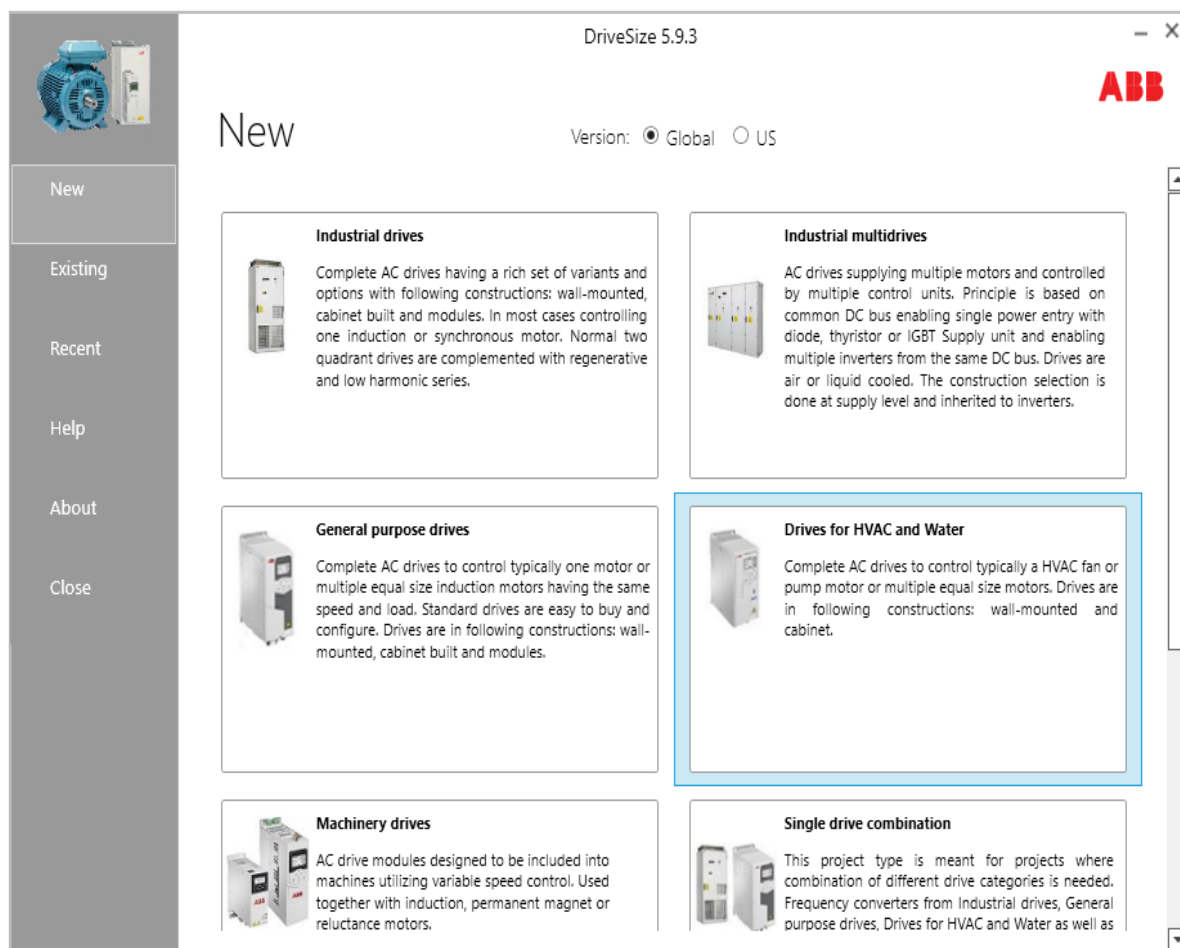 DriveSize 5.9.3
ABB
New
Version: Global US
New
Existing
Recent
Help
About
Close
Industrial drives
Complete AC drives having a rich set of variants and
options with following constructions: wall-mounted,
cabinet built and modules. In most cases controlling
one induction or synchronous motor. Normal two
quadrant drives are complemented with regenerative
and low harmonic series.
Industrial multidrives
AC drives supplying multiple motors and controlled
by multiple control units. Principle is based on
common DC bus enabling single power entry with
diode, thyristor or IGBT Supply unit and enabling
multiple inverters from the same DC bus. Drives are
air or liquid cooled. The construction selection is
done at supply level and inherited to inverters.
General purpose drives
Complete AC drives to control typically one motor or
multiple equal size induction motors having the same
speed and load. Standard drives are easy to buy and
configure. Drives are in following constructions: wall-
mounted, cabinet built and modules.
Drives for HVAC and Water
Complete AC drives to control typically a HVAC fan or
pump motor or multiple equal size motors. Drives are
in following constructions: wall-mounted and
cabinet.
Machinery drives
AC drive modules designed to be included into
machines utilizing variable speed control. Used
together with induction, permanent magnet or
reluctance motors.
Single drive combination
This project type is meant for projects where
combination of different drive categories is needed.
Frequency converters from Industrial drives, General
purpose drives, Drives for HVAC and Water as well as